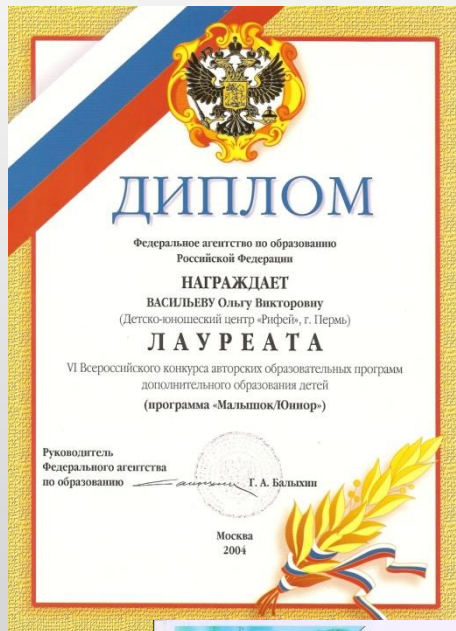 ДИПЛОМ
Федеральное агентство по образованию
Российской Федерации
НАГРАЖДАЕТ
ВАСИЛЬЕВУ Ольгу Викторовну
(Детско-юношеский центр «Рифей», г. Пермь)
ЛАУРЕАТА
VI Всероссийского конкурса авторских образовательных программ
дополнительного образования детей
(программа «Малышок/Юниор»)
Руководитель
Федерального агентства
по образованию Г. А. Балыхин
Москва
2004